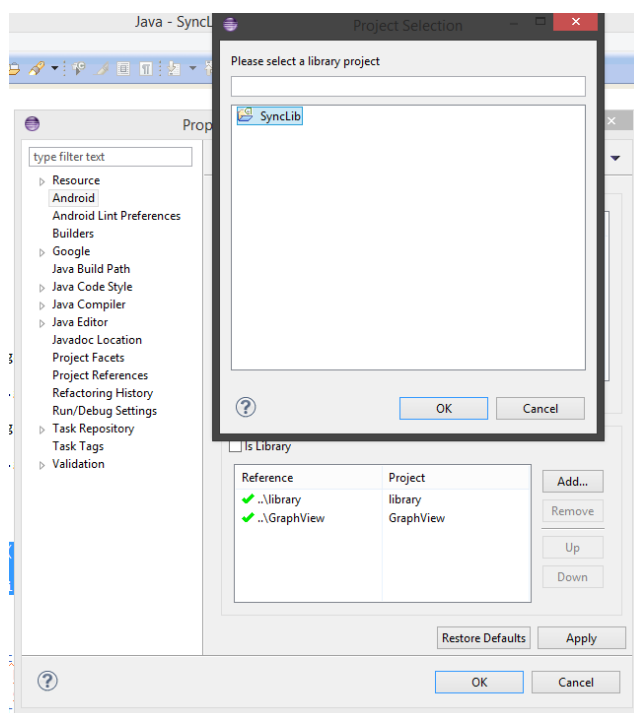 Java - SyncL
Project Selection
Please select a library project
SyncLib
OK
Cancel
Prop
type filter text
Resource
Android
Android Lint Preferences
Builders
Google
Java Build Path
Java Code Style
Java Compiler
Java Editor
Javadoc Location
Project Facets
Project References
Refactoring History
Run/Debug Settings
Task Repository
Task Tags
Validation
Is Library
Reference Project
..\library library
..\GraphView GraphView
Add...
Remove
Up
Down
Restore Defaults Apply
OK Cancel